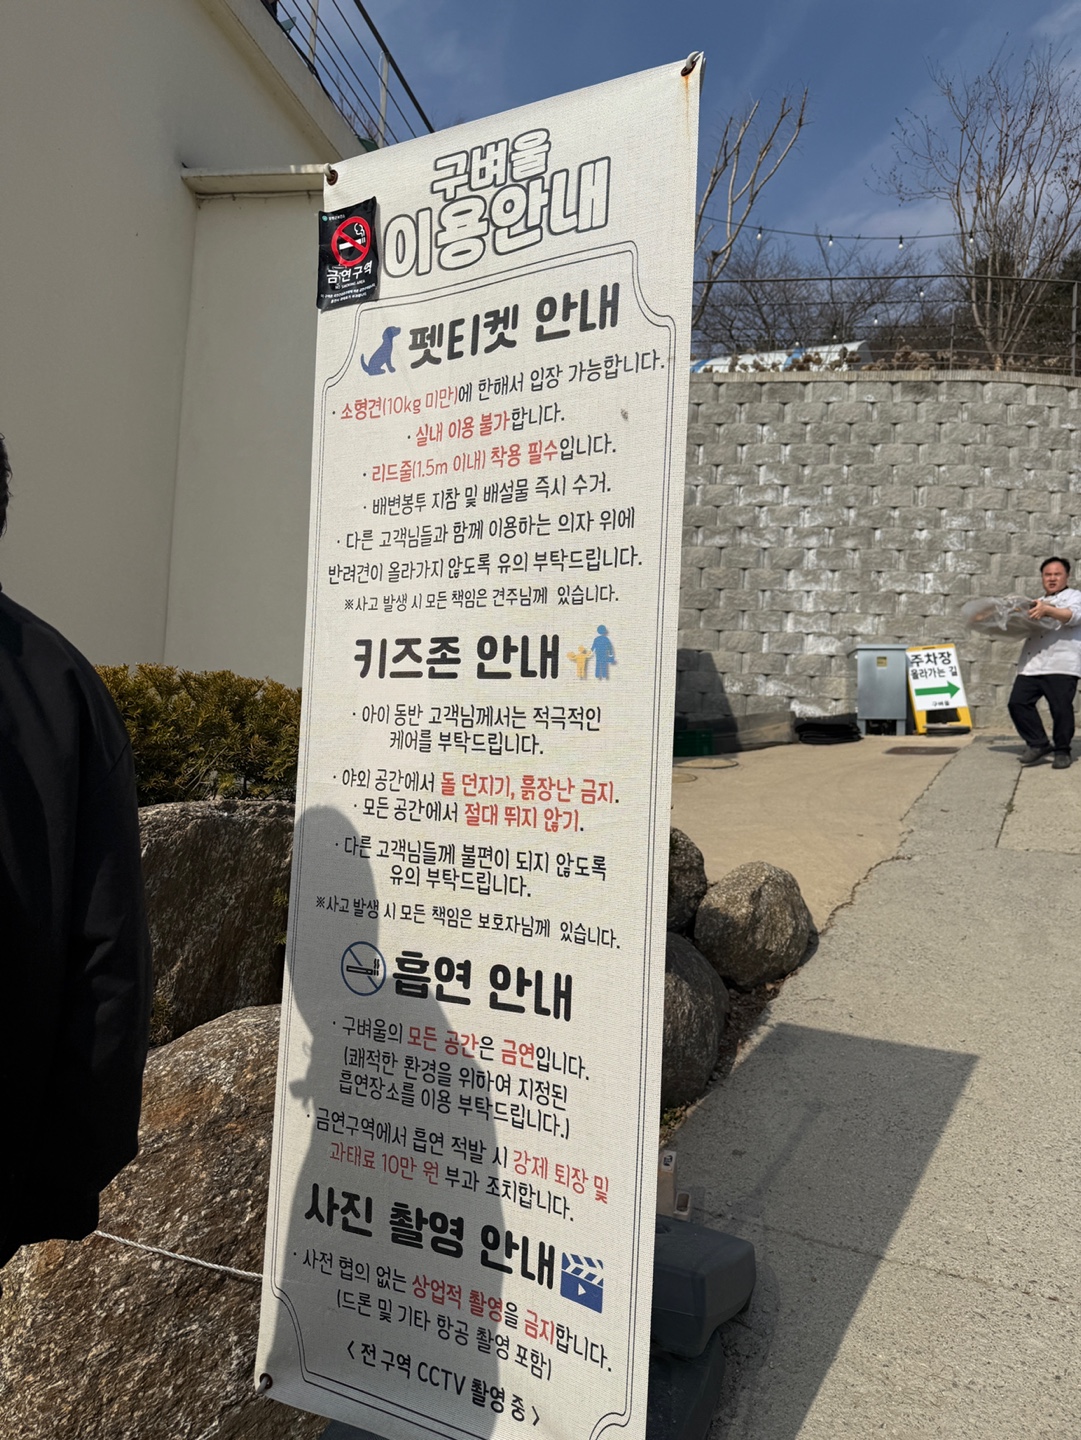 구벼울
이용안내
금연구역
펫티켓 안내
· 소형견(10kg 미만)에 한해서 입장 가능합니다.
· 실내 이용 불가합니다.
· 리드줄(1.5m 이내) 착용 필수입니다.
· 배변봉투 지참 및 배설물 즉시 수거.
· 다른 고객님들과 함께 이용하는 의자 위에
반려견이 올라가지 않도록 유의 부탁드립니다.
※사고 발생 시 모든 책임은 견주님께 있습니다.
키즈존 안내
· 아이 동반 고객님께서는 적극적인
케어를 부탁드립니다.
· 야외 공간에서 돌 던지기, 흙장난 금지.
· 모든 공간에서 절대 뛰지 않기.
· 다른 고객님들께 불편이 되지 않도록
유의 부탁드립니다.
※사고 발생 시 모든 책임은 보호자님께 있습니다.
흡연 안내
· 구벼울의 모든 공간은 금연입니다.
(쾌적한 환경을 위하여 지정된
흡연장소를 이용 부탁드립니다.)
· 금연구역에서 흡연 적발 시 강제 퇴장 및
과태료 10만 원 부과 조치합니다.
사진 촬영 안내
· 사전 협의 없는 상업적 촬영을 금지합니다.
(드론 및 기타 항공 촬영 포함)
< 전 구역 CCTV 촬영 중 >
주차장
올라가는 길
구벼울